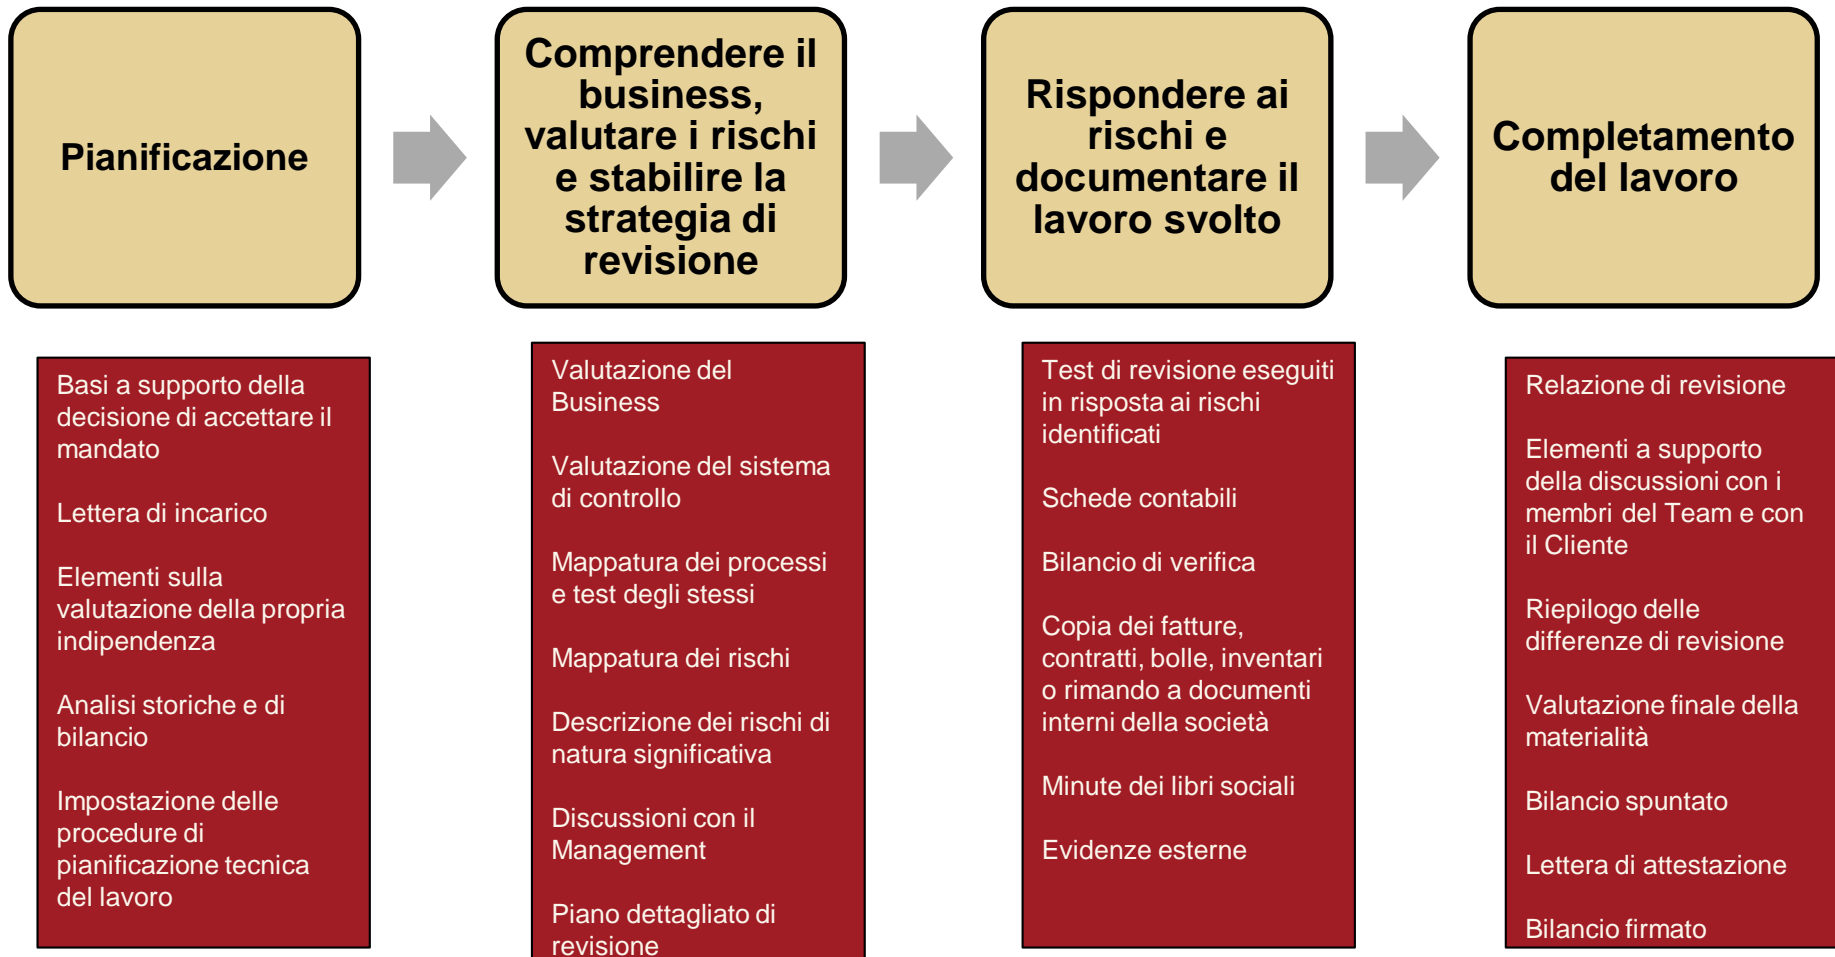 Pianificazione
Comprendere il
business,
valutare i rischi
e stabilire la
strategia di
revisione
Rispondere ai
rischi e
documentare il
lavoro svolto
Completamento
del lavoro
Basi a supporto della
decisione di accettare il
mandato
Lettera di incarico
Elementi sulla
valutazione della propria
indipendenza
Analisi storiche e di
bilancio
Impostazione delle
procedure di
pianificazione tecnica
del lavoro
Valutazione del
Business
Valutazione del sistema
di controllo
Mappatura dei processi
e test degli stessi
Mappatura dei rischi
Descrizione dei rischi di
natura significativa
Discussioni con il
Management
Piano dettagliato di
revisione
Test di revisione eseguiti
in risposta ai rischi
identificati
Schede contabili
Bilancio di verifica
Copia dei fatture,
contratti, bolle, inventari
o rimando a documenti
interni della società
Minute dei libri sociali
Evidenze esterne
Relazione di revisione
Elementi a supporto
della discussioni con i
membri del Team e con
il Cliente
Riepilogo delle
differenze di revisione
Valutazione finale della
materialità
Bilancio spuntato
Lettera di attestazione
Bilancio firmato